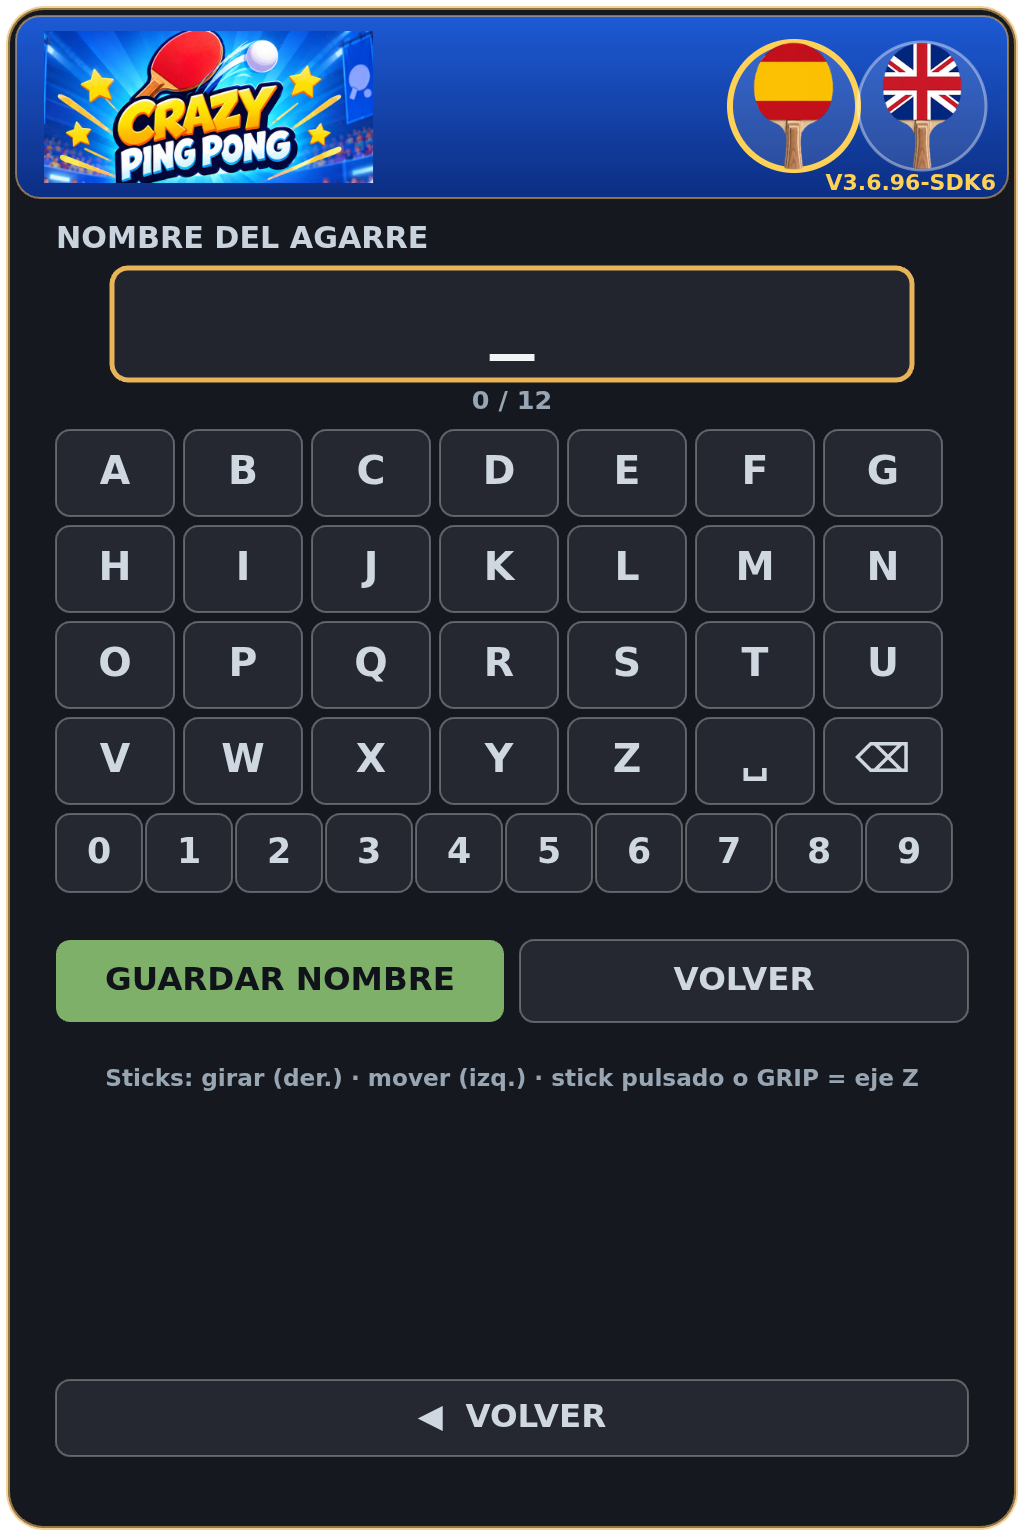 CRAZY
PING PONG
V3.6.96-SDK6
NOMBRE DEL AGARRE
_
0 / 12
A B C D E F G
H I J K L M N
O P Q R S T U
V W X Y Z ␣ ⌫
0 1 2 3 4 5 6 7 8 9
GUARDAR NOMBRE VOLVER
Sticks: girar (der.) · mover (izq.) · stick pulsado o GRIP = eje Z
◀ VOLVER